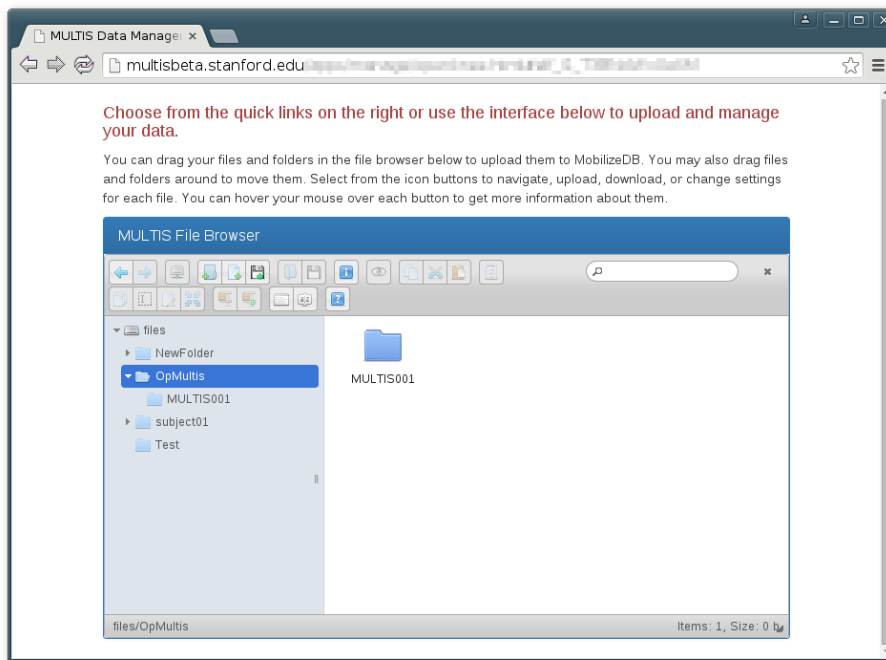 MULTIS Data Manager
multisbeta.stanford.edu
Choose from the quick links on the right or use the interface below to upload and manage
your data.
You can drag your files and folders in the file browser below to upload them to MobilizeDB. You may also drag files
and folders around to move them. Select from the icon buttons to navigate, upload, download, or change settings
for each file. You can hover your mouse over each button to get more information about them.
MULTIS File Browser
files
NewFolder
OpMultis
MULTIS001
subject01
Test
MULTIS001
files/OpMultis
Items: 1, Size: 0 b